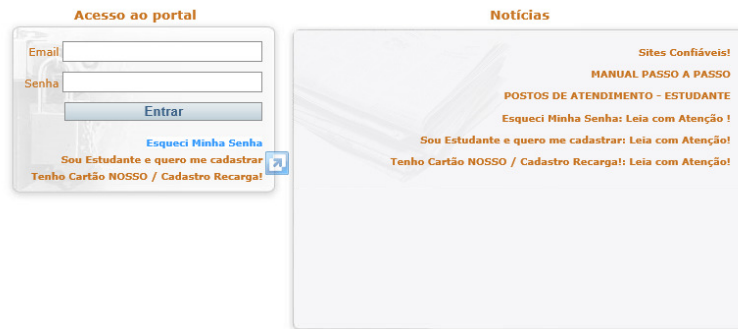 Acesso ao portal
Email
Senha
Entrar
Esqueci Minha Senha
Sou Estudante e quero me cadastrar
Tenho Cartão NOSSO / Cadastro Recarga!
Notícias
Sites Confiáveis!
MANUAL PASSO A PASSO
POSTOS DE ATENDIMENTO - ESTUDANTE
Esqueci Minha Senha: Leia com Atenção !
Sou Estudante e quero me cadastrar: Leia com Atenção!
Tenho Cartão NOSSO / Cadastro Recarga!: Leia com Atenção!